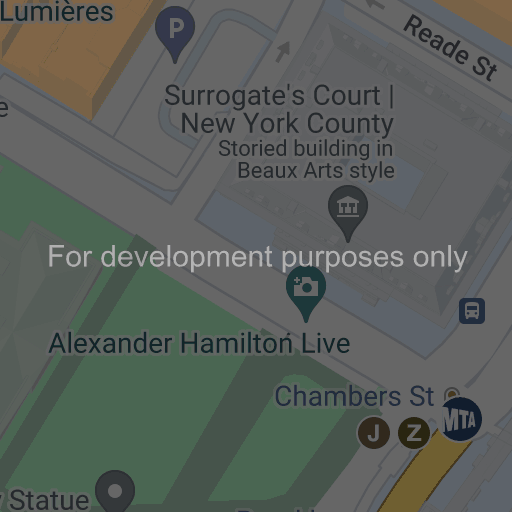 Lumières
P
Reade St
Surrogate's Court |
New York County
Storied building in
Beaux Arts style
For development purposes only
Alexander Hamilton Live
Chambers St
MTA
J
Z
Statue